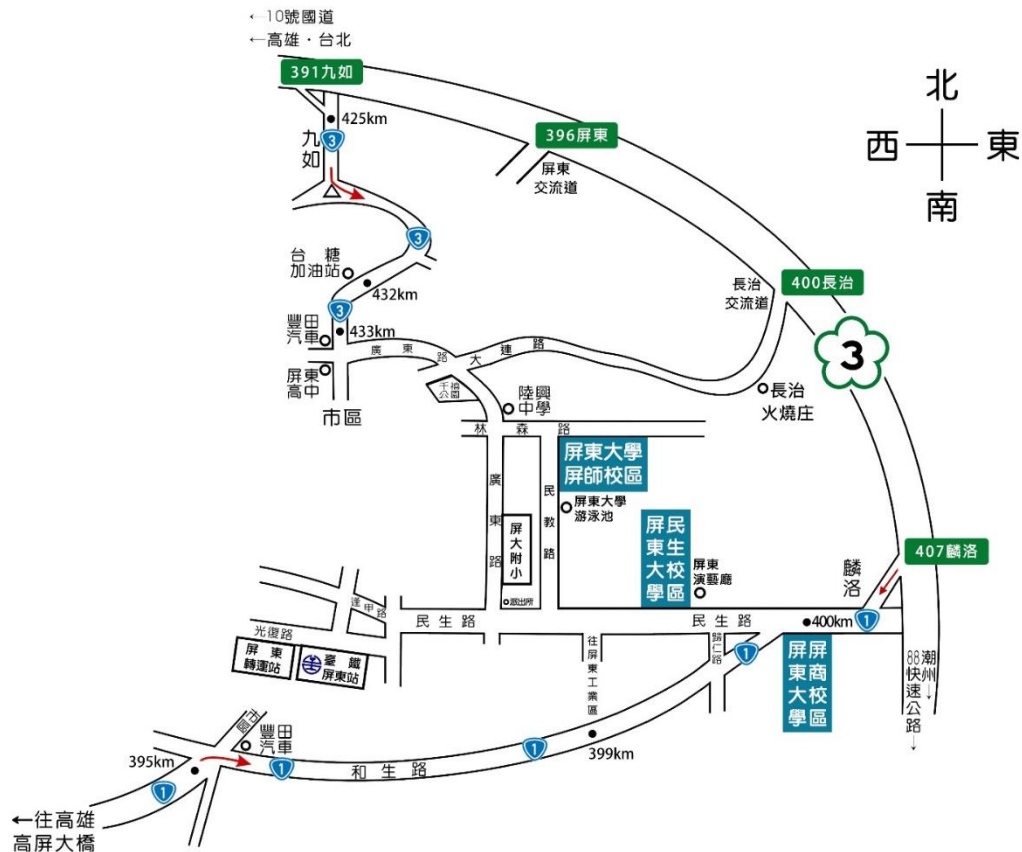 ←10號國道
←高雄．台北
391九如
北
西
東
南
425km
九如
3
396屏東
屏東
交流道
3
台糖
加油站
432km
長治
交流道
400長治
3
豐田
汽車
433km
3
廣東路
大連路
屏東
高中
市區
千禧
公園
陸興
中學
長治
火燒庄
林森路
屏東大學
屏師校區
廣東路
民教路
屏東大學
游泳池
屏大附小
民生校區
屏東大學
407麟洛
麟洛
屏東
演藝廳
派出所
逢甲路
民生路
民生路
400km
1
光復路
屏東
轉運站
臺鐵
屏東站
往屏東工業區
歸仁路
1
屏商校區
屏東大學
潮州↓
88快速公路→
市區
豐田
汽車
395km
1
和生路
1
399km
1
←往高雄
高屏大橋